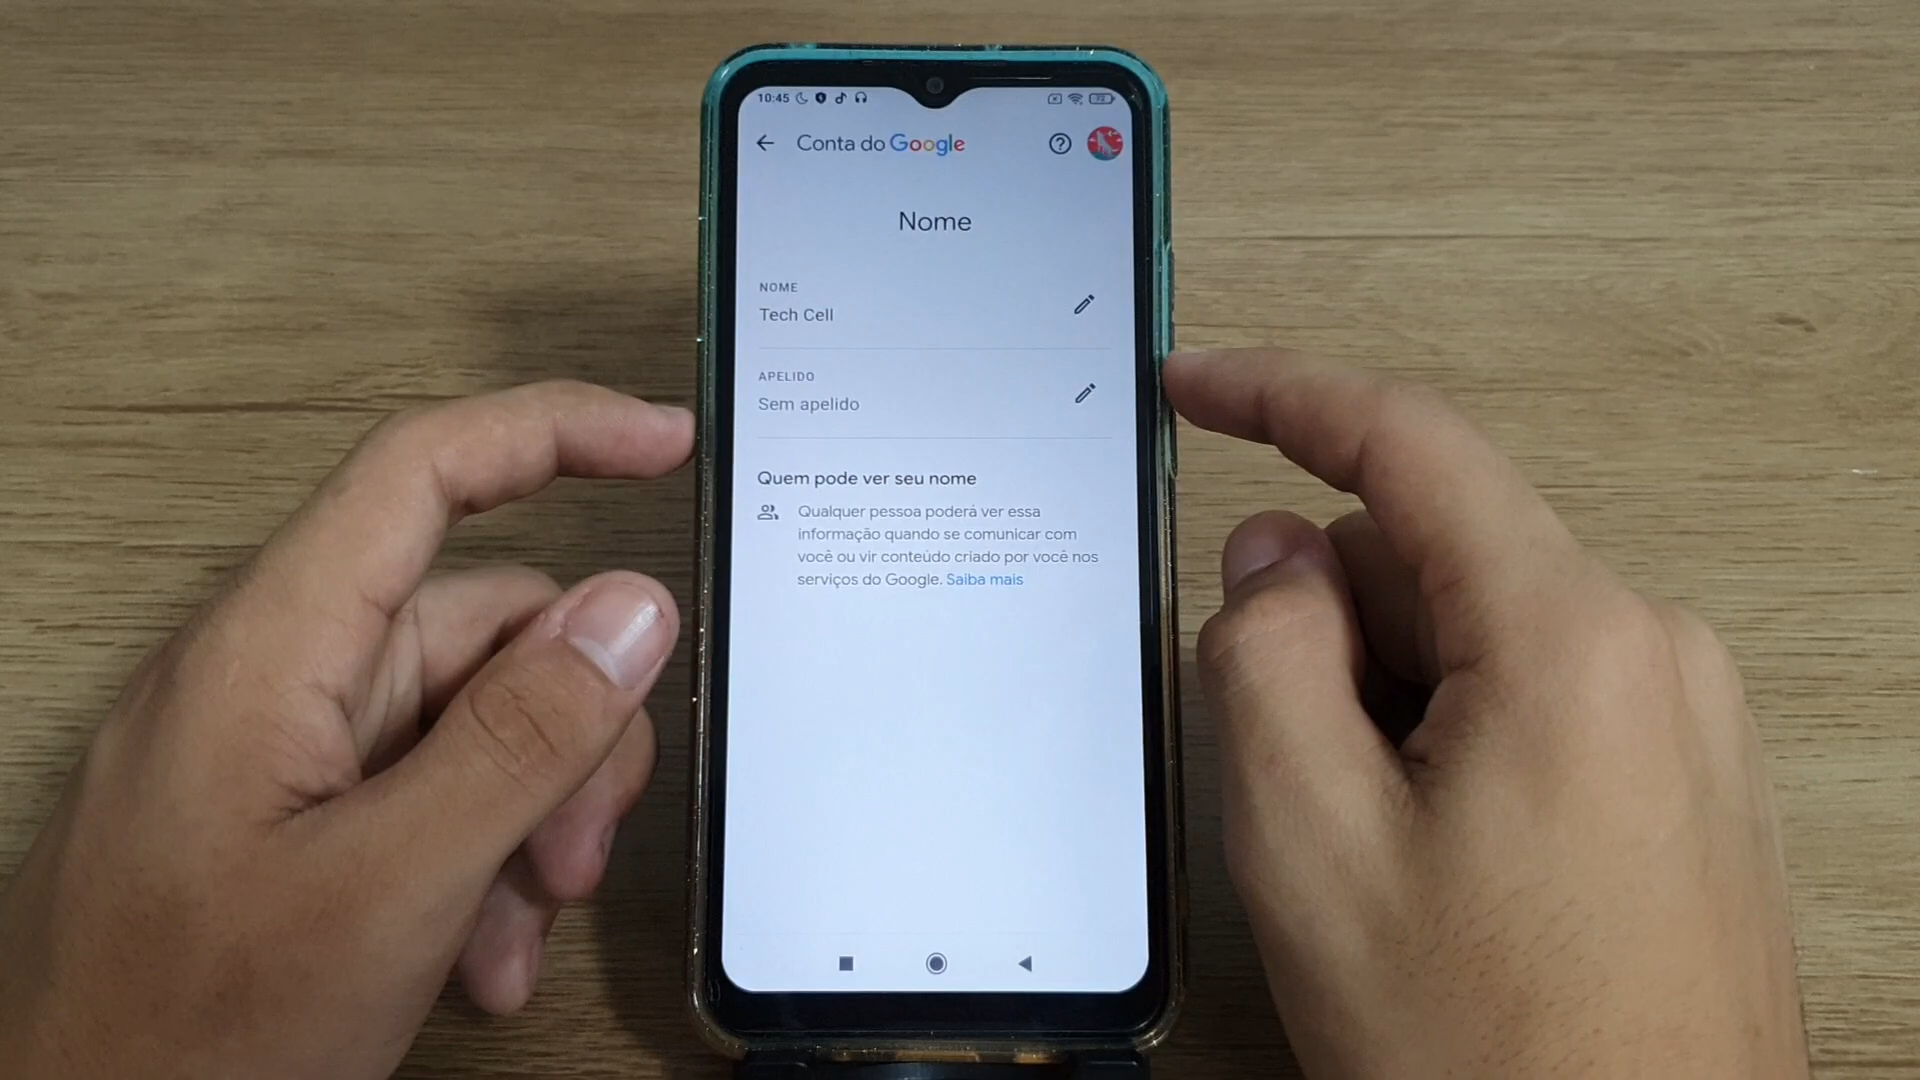 10:45
Conta do Google
Nome
NOME
Tech Cell
APELIDO
Sem apelido
Quem pode ver seu nome
Qualquer pessoa poderá ver essa
informação quando se comunicar com
você ou vir conteúdo criado por você nos
serviços do Google. Saiba mais